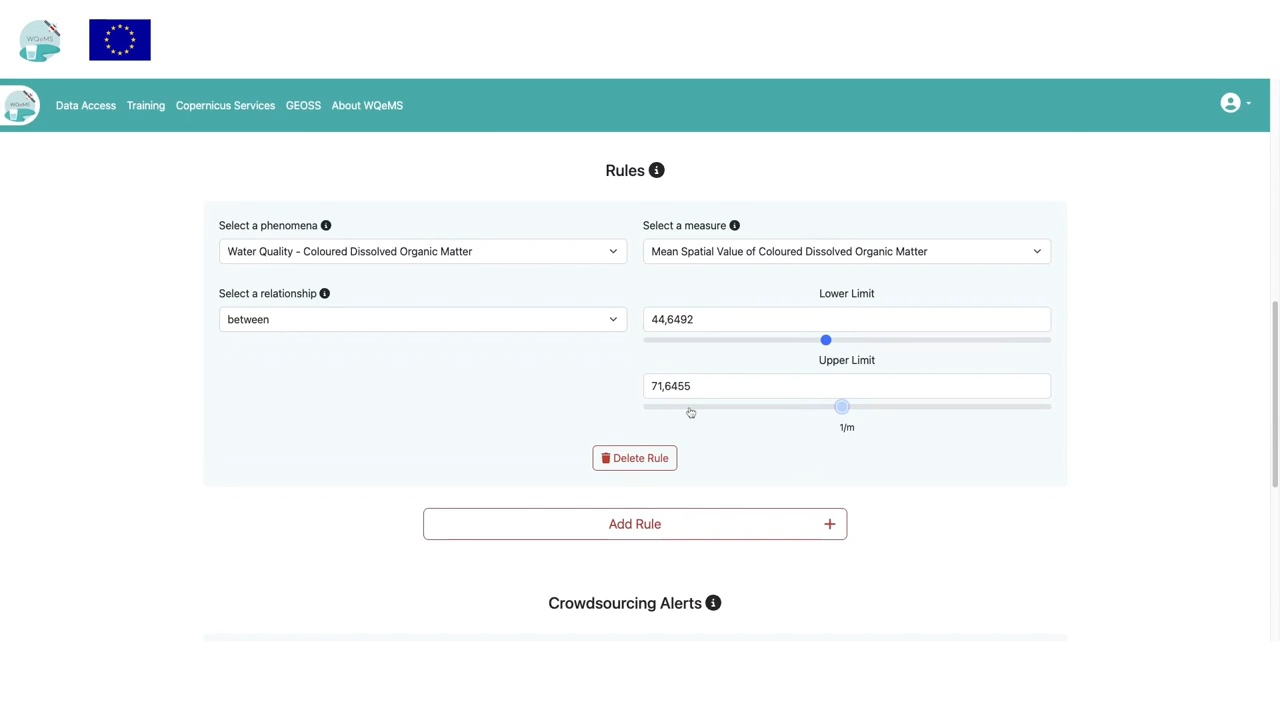 WQeMS
WQeMS
Data Access Training Copernicus Services GEOSS About WQeMS
Rules
Select a phenomena
Select a measure
Water Quality - Coloured Dissolved Organic Matter
Mean Spatial Value of Coloured Dissolved Organic Matter
Select a relationship
Lower Limit
between
44,6492
Upper Limit
71,6455
1/m
Delete Rule
Add Rule
Crowdsourcing Alerts